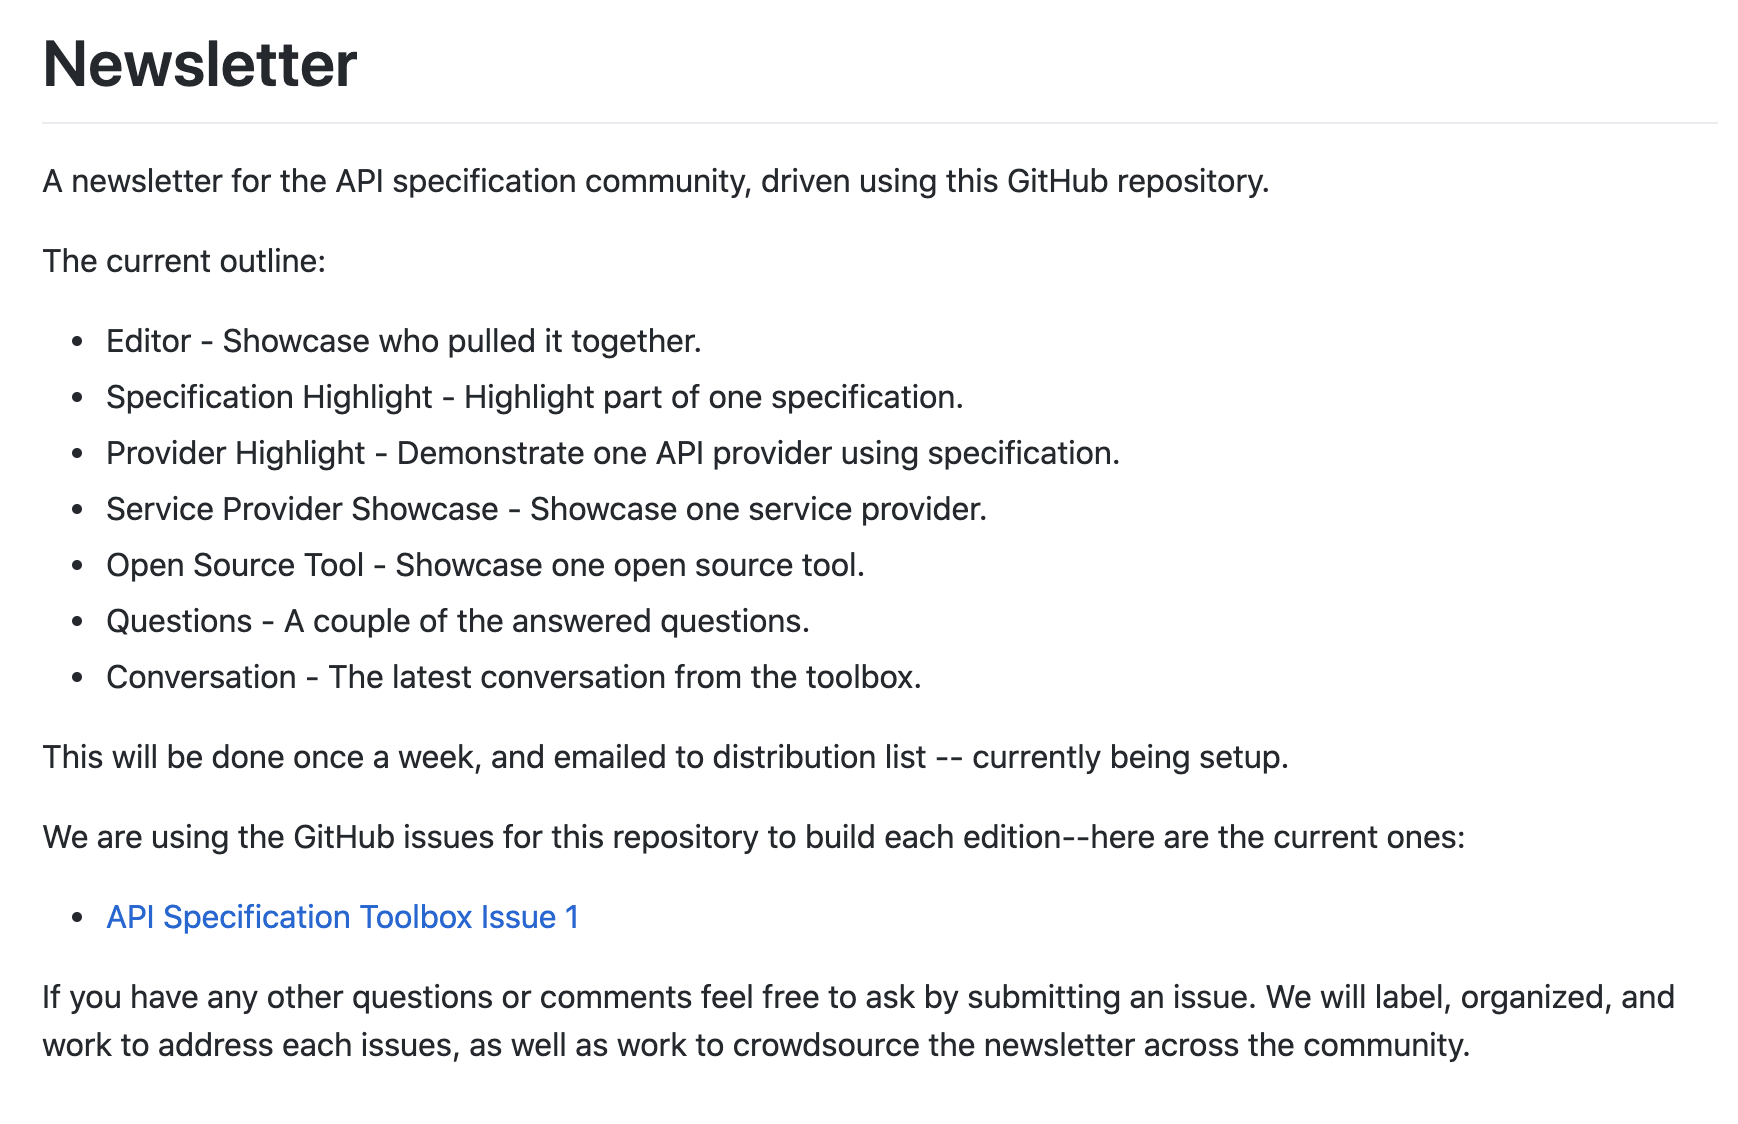 Newsletter
A newsletter for the API specification community, driven using this GitHub repository.
The current outline:
• Editor - Showcase who pulled it together.
• Specification Highlight - Highlight part of one specification.
• Provider Highlight - Demonstrate one API provider using specification.
• Service Provider Showcase - Showcase one service provider.
• Open Source Tool - Showcase one open source tool.
• Questions - A couple of the answered questions.
• Conversation - The latest conversation from the toolbox.
This will be done once a week, and emailed to distribution list -- currently being setup.
We are using the GitHub issues for this repository to build each edition--here are the current ones:
• API Specification Toolbox Issue 1
If you have any other questions or comments feel free to ask by submitting an issue. We will label, organized, and
work to address each issues, as well as work to crowdsource the newsletter across the community.